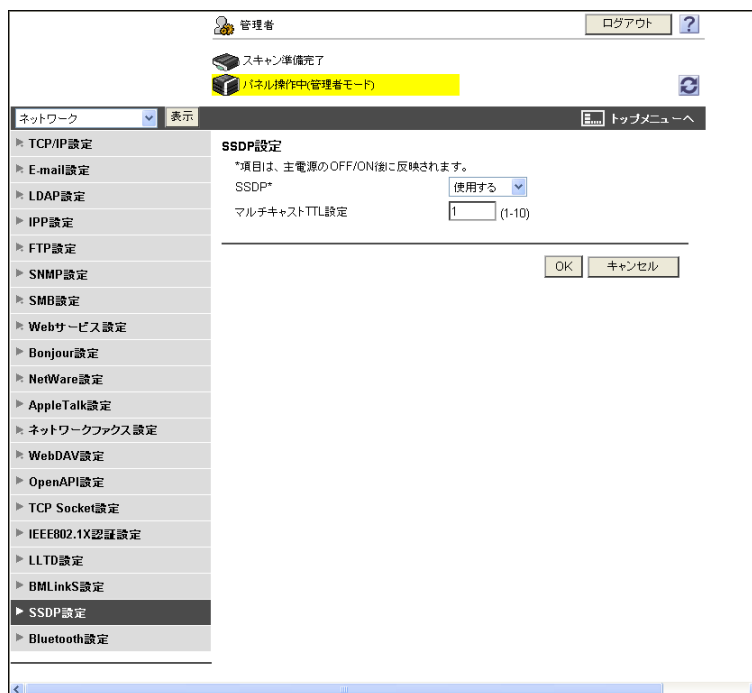 管理者
ログアウト
?
スキャン準備完了
パネル操作中(管理者モード)
ネットワーク
表示
トップメニューへ
TCP/IP設定
E-mail設定
LDAP設定
IPP設定
FTP設定
SNMP設定
SMB設定
Webサービス設定
Bonjour設定
NetWare設定
AppleTalk設定
ネットワークファクス設定
WebDAV設定
OpenAPI設定
TCP Socket設定
IEEE802.1X認証設定
LLTD設定
BMLinkS設定
SSDP設定
Bluetooth設定
SSDP設定
*項目は、主電源のOFF/ON後に反映されます。
SSDP* 使用する
マルチキャストTTL設定 1 (1-10)
OK キャンセル